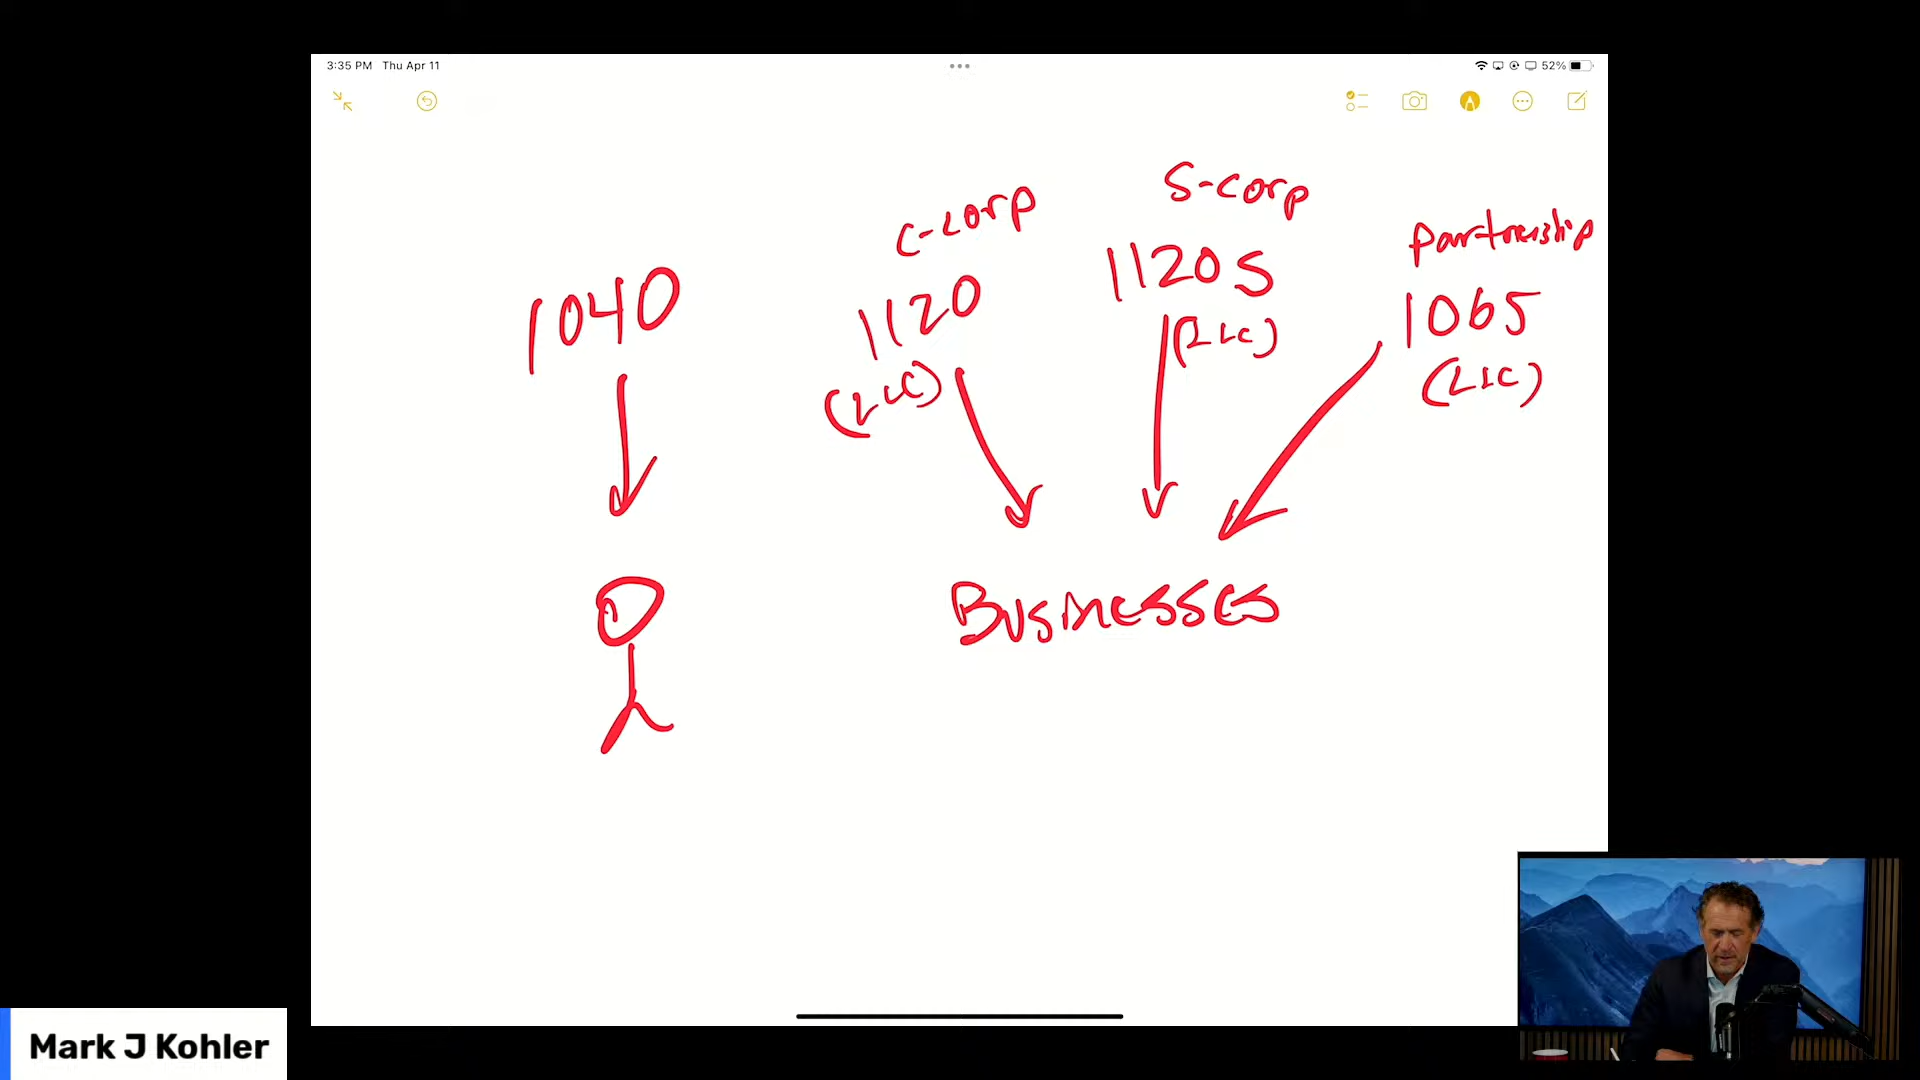 3:35 PM Thu Apr 11
52%
S-corp
C-corp
Partnership
1040
1120
1120S
1065
(LLC)
(LLC)
(LLC)
Businesses
Mark J Kohler